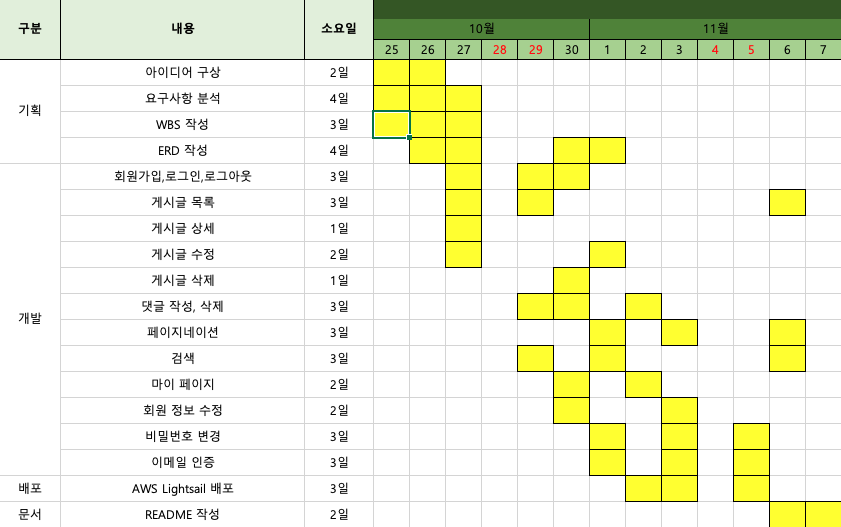 구분 내용 소요일 10월 11월
25 26 27 28 29 30 1 2 3 4 5 6 7
기획
아이디어 구상 2일
요구사항 분석 4일
WBS 작성 3일
ERD 작성 4일
개발
회원가입,로그인,로그아웃 3일
게시글 목록 3일
게시글 상세 1일
게시글 수정 2일
게시글 삭제 1일
댓글 작성, 삭제 3일
페이지네이션 3일
검색 3일
마이 페이지 2일
회원 정보 수정 2일
비밀번호 변경 3일
이메일 인증 3일
배포 AWS Lightsail 배포 3일
문서 README 작성 2일